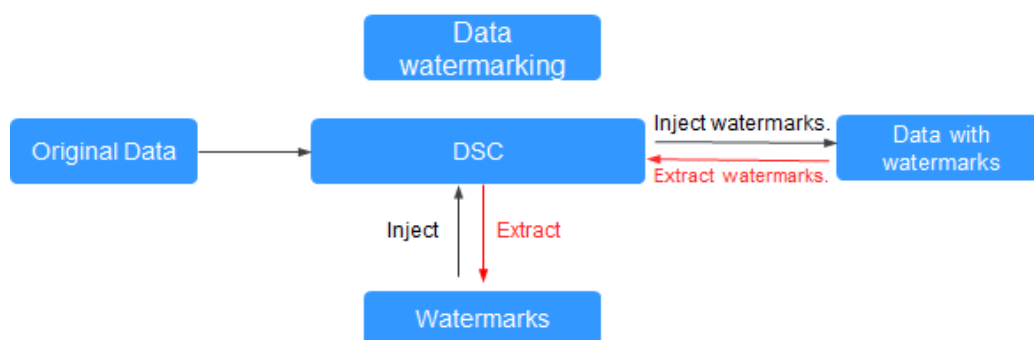 Data
watermarking
Original Data
DSC
Inject watermarks.
Extract watermarks.
Data with
watermarks
Inject
Extract
Watermarks